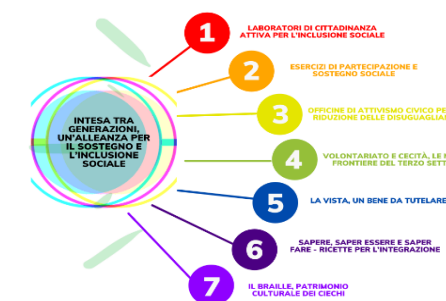 INTESA TRA
GENERAZIONI,
UN'ALLEANZA PER
IL SOSTEGNO E
L'INCLUSIONE
SOCIALE
1
LABORATORI DI CITTADINANZA
ATTIVA PER L'INCLUSIONE SOCIALE
2
ESERCIZI DI PARTECIPAZIONE E
SOSTEGNO SOCIALE
3
OFFICINE DI ATTIVISMO CIVICO
RIDUZIONE DELLE
4
VOLONTARIATO E CECITÀ, LE
FRONTIERE DEL TERZO
5
LA VISTA, UN BENE DA TUTELARE
6
SAPERE, SAPER ESSERE E SAPER
FARE - RICETTE PER L'INTEGRAZIONE
7
IL BRAILLE, PATRIMONIO
CULTURALE DEI CIECHI